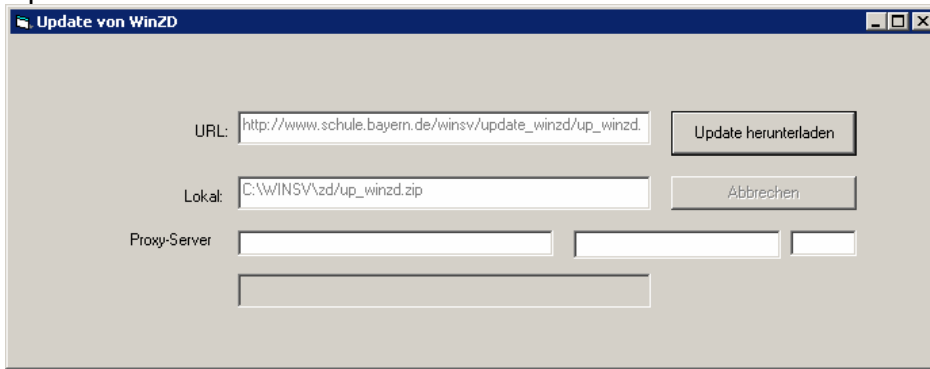 Update von WinZD
URL: http://www.schule.bayern.de/winsv/update_winzd/up_winzd. Update herunterladen
Lokal: C:\WINSV\zd/up_winzd.zip Abbrechen
Proxy-Server